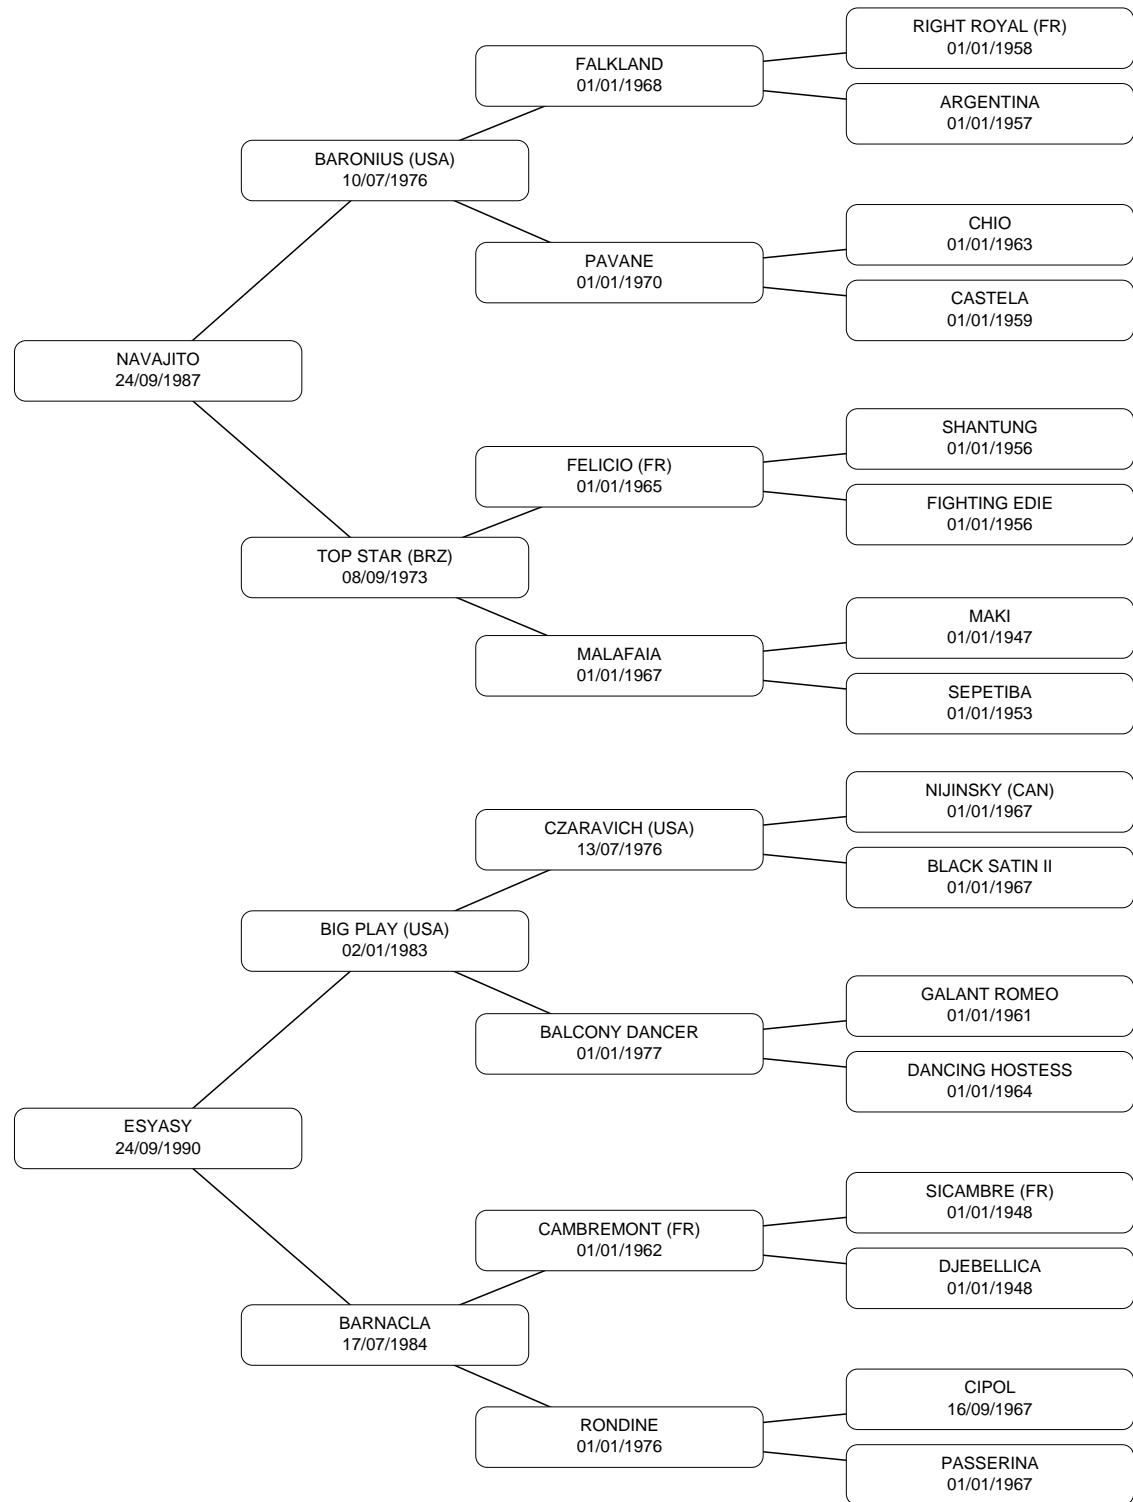 RIGHT ROYAL (FR)
01/01/1958
FALKLAND
01/01/1968
ARGENTINA
01/01/1957
BARONIUS (USA)
10/07/1976
CHIO
01/01/1963
PAVANE
01/01/1970
CASTELA
01/01/1959
NAVAJITO
24/09/1987
SHANTUNG
01/01/1956
FELICIO (FR)
01/01/1965
FIGHTING EDIE
01/01/1956
TOP STAR (BRZ)
08/09/1973
MAKI
01/01/1947
MALAFAIA
01/01/1967
SEPETIBA
01/01/1953
NIJINSKY (CAN)
01/01/1967
CZARAVICH (USA)
13/07/1976
BLACK SATIN II
01/01/1967
BIG PLAY (USA)
02/01/1983
GALANT ROMEO
01/01/1961
BALCONY DANCER
01/01/1977
DANCING HOSTESS
01/01/1964
ESYASY
24/09/1990
SICAMBRE (FR)
01/01/1948
CAMBREMONT (FR)
01/01/1962
DJEBELLICA
01/01/1948
BARNACLA
17/07/1984
CIPOL
16/09/1967
RONDINE
01/01/1976
PASSERINA
01/01/1967